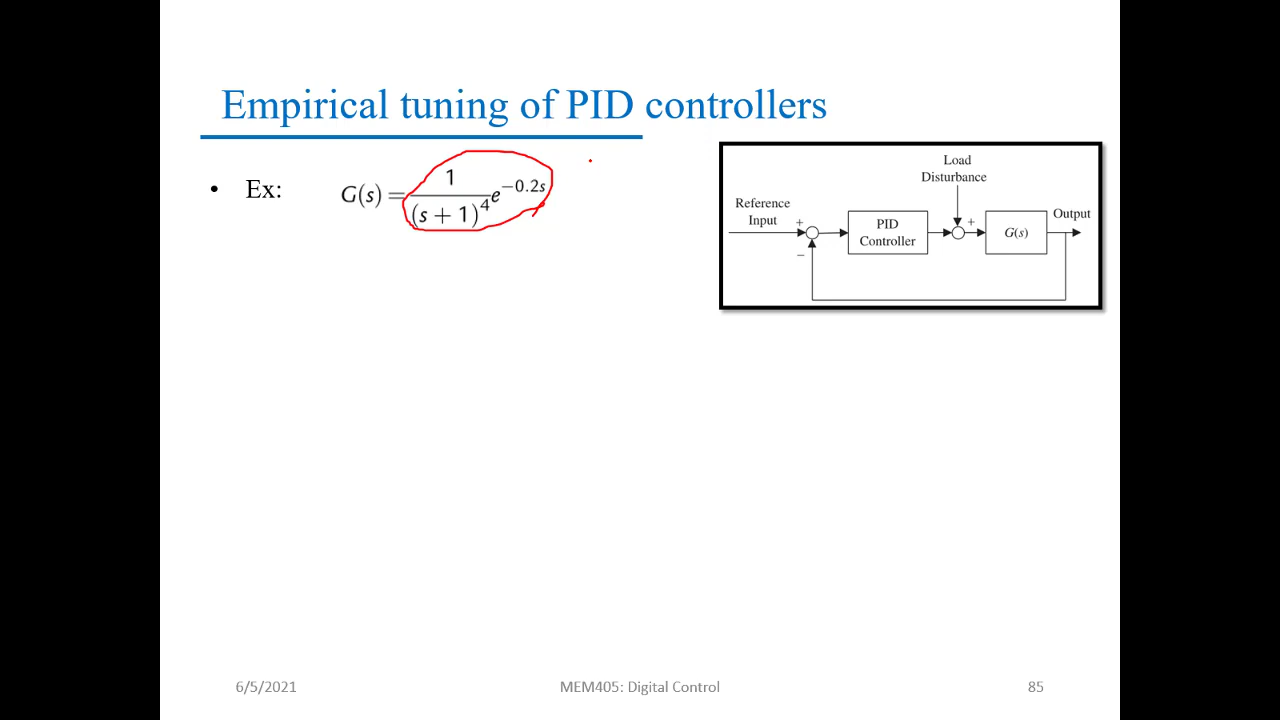 Empirical tuning of PID controllers
• Ex: G(s) = 1/(s + 1)^4 e^−0.2s
Load
Disturbance
Reference
Input
+
−
PID
Controller
+
G(s)
Output
6/5/2021
MEM405: Digital Control
85